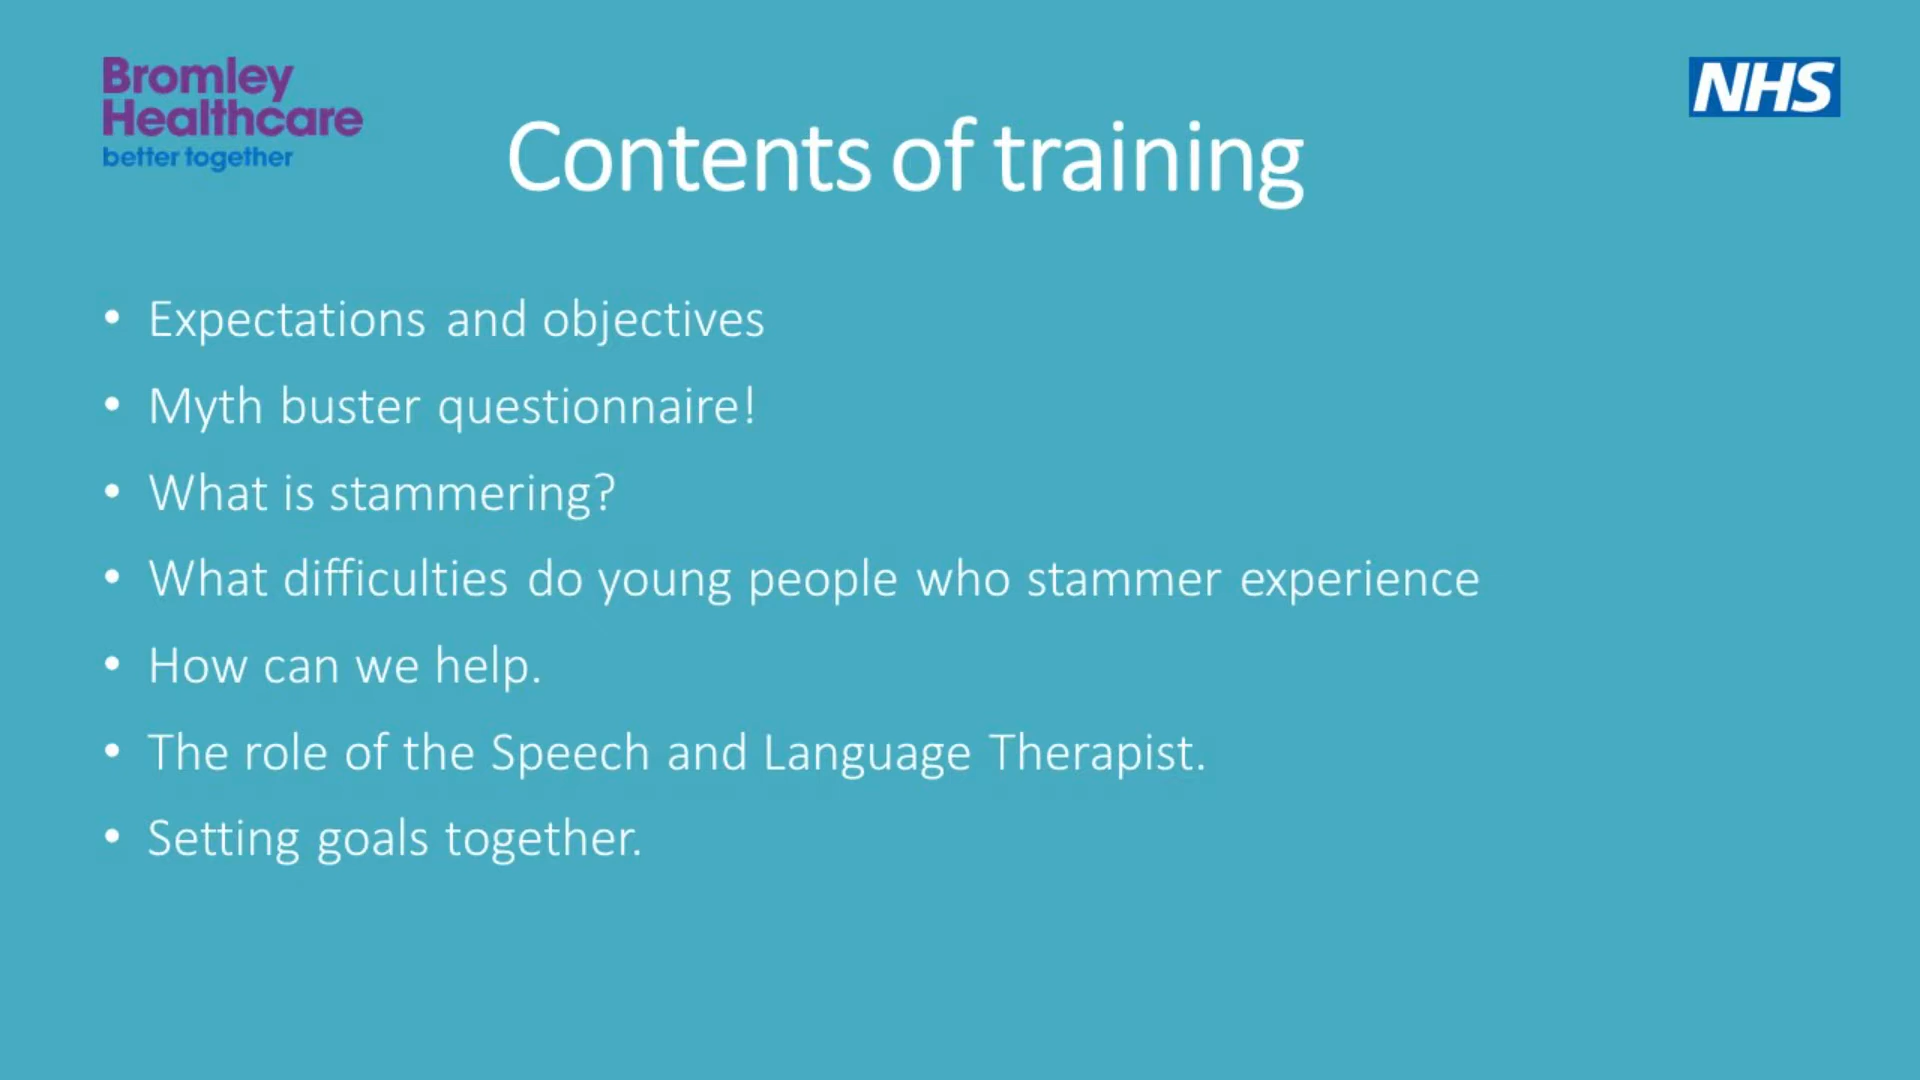 Bromley
Healthcare
better together
NHS
Contents of training
• Expectations and objectives
• Myth buster questionnaire!
• What is stammering?
• What difficulties do young people who stammer experience
• How can we help.
• The role of the Speech and Language Therapist.
• Setting goals together.